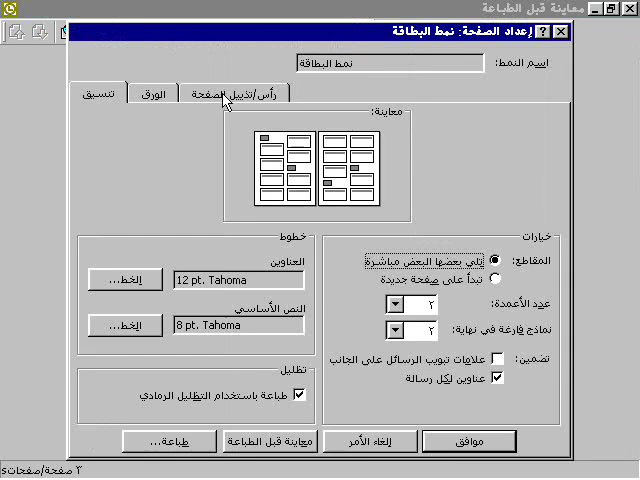 معاينة قبل الطباعة
إعداد الصفحة: نمط البطاقة
اسم النمط:
نمط البطاقة
تنسيق
الورق
رأس/تذييل الصفحة
معاينة:
خيارات
المقاطع:
تلي بعضها البعض مباشرة
تبدأ على صفحة جديدة
عدد الأعمدة:
٢
نماذج فارغة في نهاية:
٢
تضمين:
علامات تبويب الرسائل على الجانب
عناوين لكل رسالة
خطوط
العناوين
12 pt. Tahoma
الخط...
النص الأساسي
8 pt. Tahoma
الخط...
تظليل
طباعة باستخدام التظليل الرمادي
موافق
إلغاء الأمر
معاينة قبل الطباعة
طباعة...
٣ صفحة/صفحات‎s